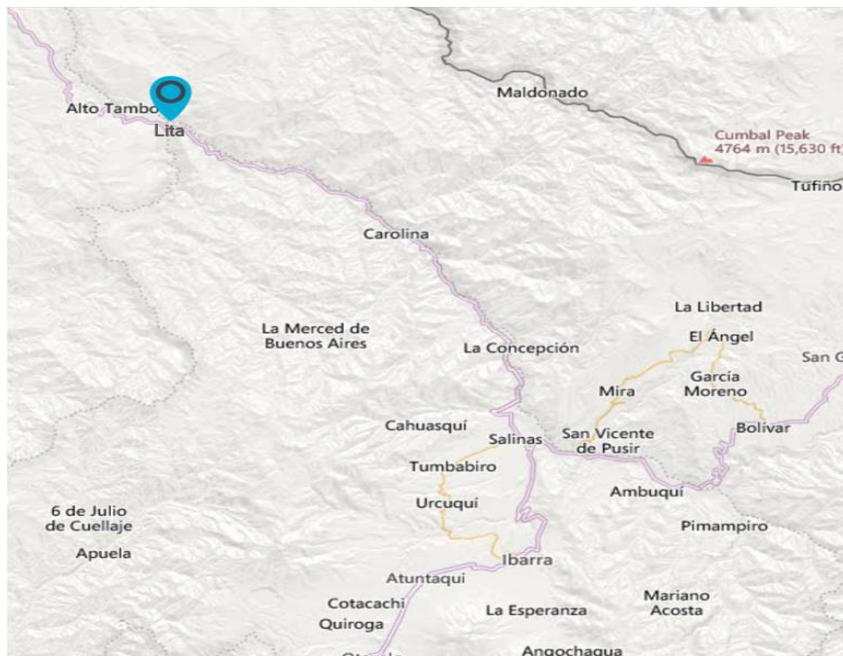 Maldonado
Alto Tambo
Lita
Cumbal Peak
4764 m (15,630 ft)
Tufiño
Carolina
La Libertad
La Merced de
Buenos Aires
El Ángel
La Concepción
San G
García
Moreno
Mira
Cahuasquí
Salinas
San Vicente
de Pusir
Bolívar
Tumbabiro
Ambuquí
Urcuquí
6 de Julio
de Cuellaje
Pimampiro
Apuela
Ibarra
Atuntaqui
Cotacachi
La Esperanza
Mariano
Acosta
Quiroga
Angochagua